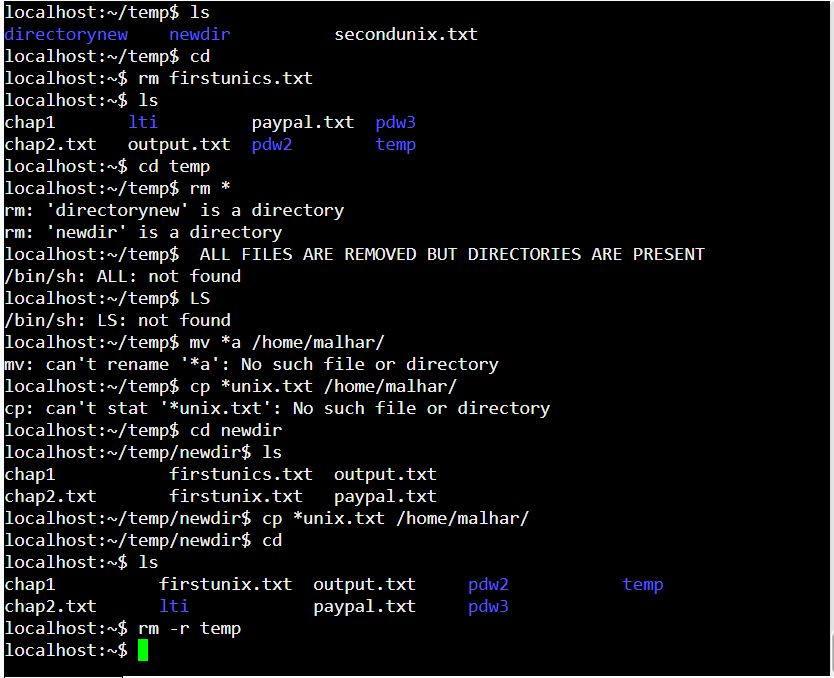 localhost:~/temp$ ls
directorynew    newdir          secondunix.txt
localhost:~/temp$ cd
localhost:~$ rm firstunics.txt
localhost:~$ ls
chap1       lti         paypal.txt  pdw3
chap2.txt   output.txt  pdw2        temp
localhost:~$ cd temp
localhost:~/temp$ rm *
rm: 'directorynew' is a directory
rm: 'newdir' is a directory
localhost:~/temp$  ALL FILES ARE REMOVED BUT DIRECTORIES ARE PRESENT
/bin/sh: ALL: not found
localhost:~/temp$ LS
/bin/sh: LS: not found
localhost:~/temp$ mv *a /home/malhar/
mv: can't rename '*a': No such file or directory
localhost:~/temp$ cp *unix.txt /home/malhar/
cp: can't stat '*unix.txt': No such file or directory
localhost:~/temp$ cd newdir
localhost:~/temp/newdir$ ls
chap1           firstunics.txt  output.txt
chap2.txt       firstunix.txt   paypal.txt
localhost:~/temp/newdir$ cp *unix.txt /home/malhar/
localhost:~/temp/newdir$ cd
localhost:~$ ls
chap1          firstunix.txt  output.txt     pdw2           temp
chap2.txt      lti            paypal.txt     pdw3
localhost:~$ rm -r temp
localhost:~$